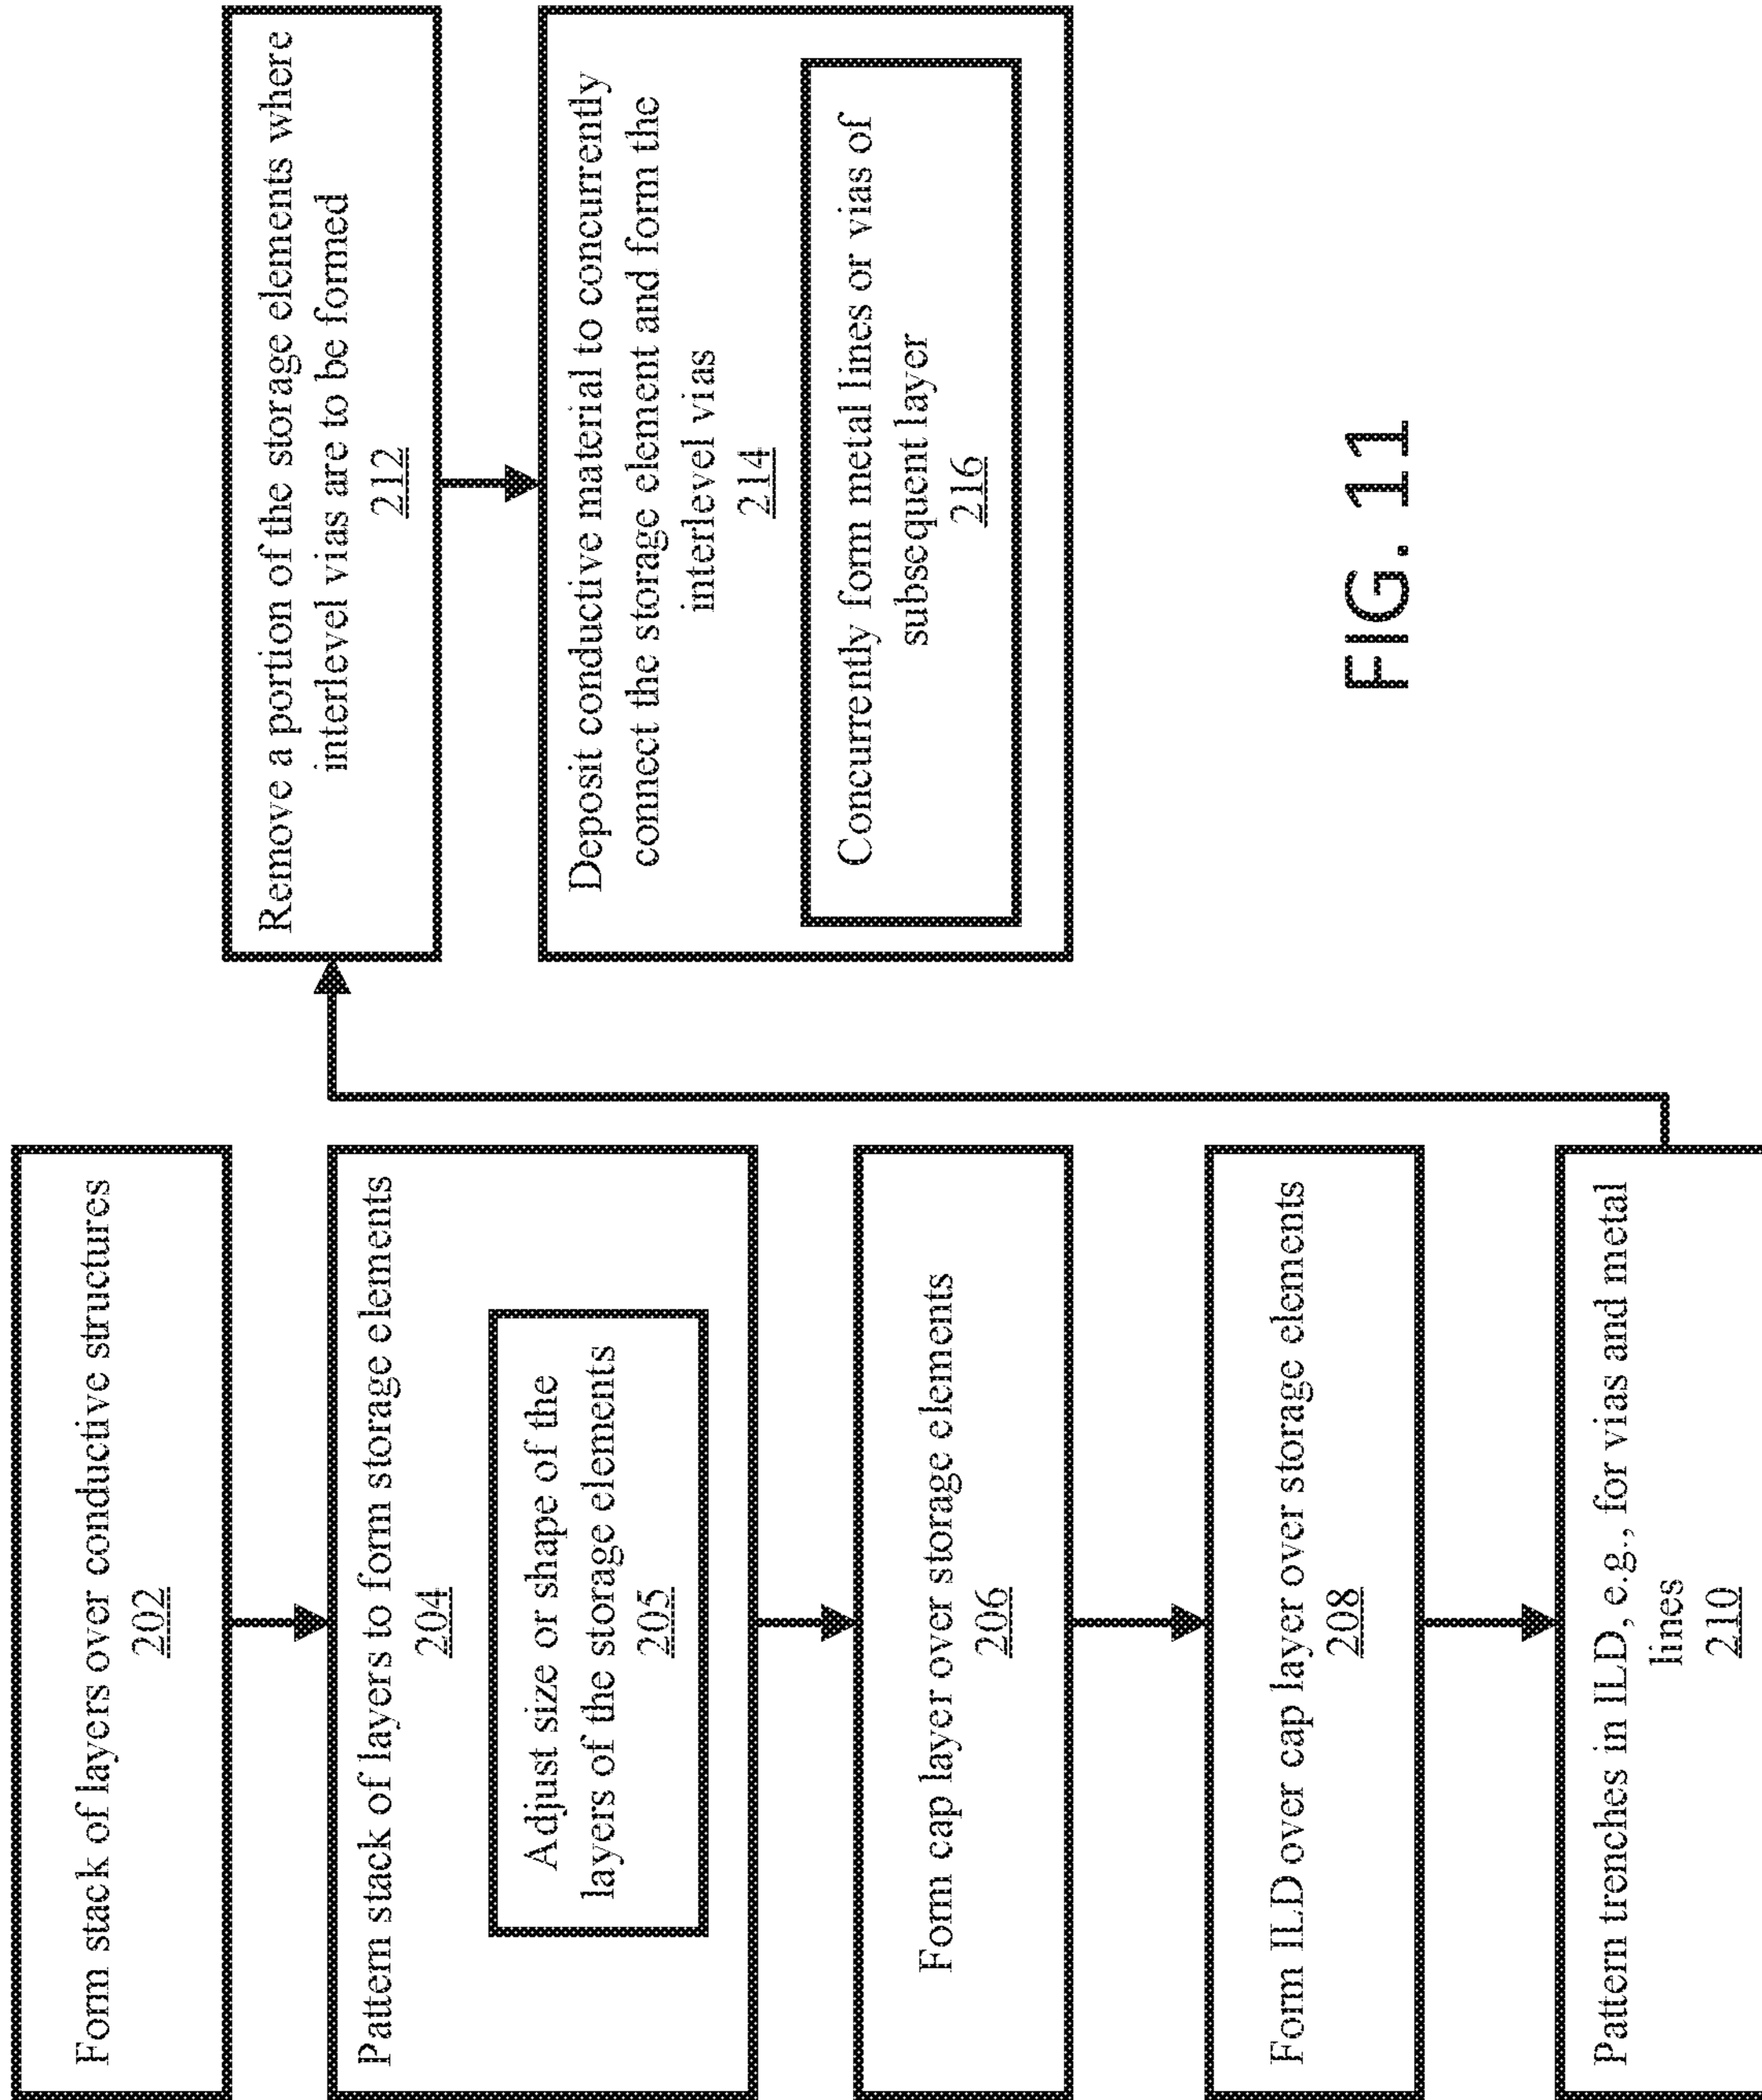 Form stack of layers over conductive structures
202
Pattern stack of layers to form storage elements
204
Adjust size or shape of the
layers of the storage elements
205
Form cap layer over storage elements
206
Form ILD over cap layer over storage elements
208
Pattern trenches in ILD, e.g., for vias and metal
lines
210
Remove a portion of the storage elements where
interlevel vias are to be formed
212
Deposit conductive material to concurrently
connect the storage element and form the
interlevel vias
214
Concurrently form metal lines or vias of
subsequent layer
216
FIG. 11